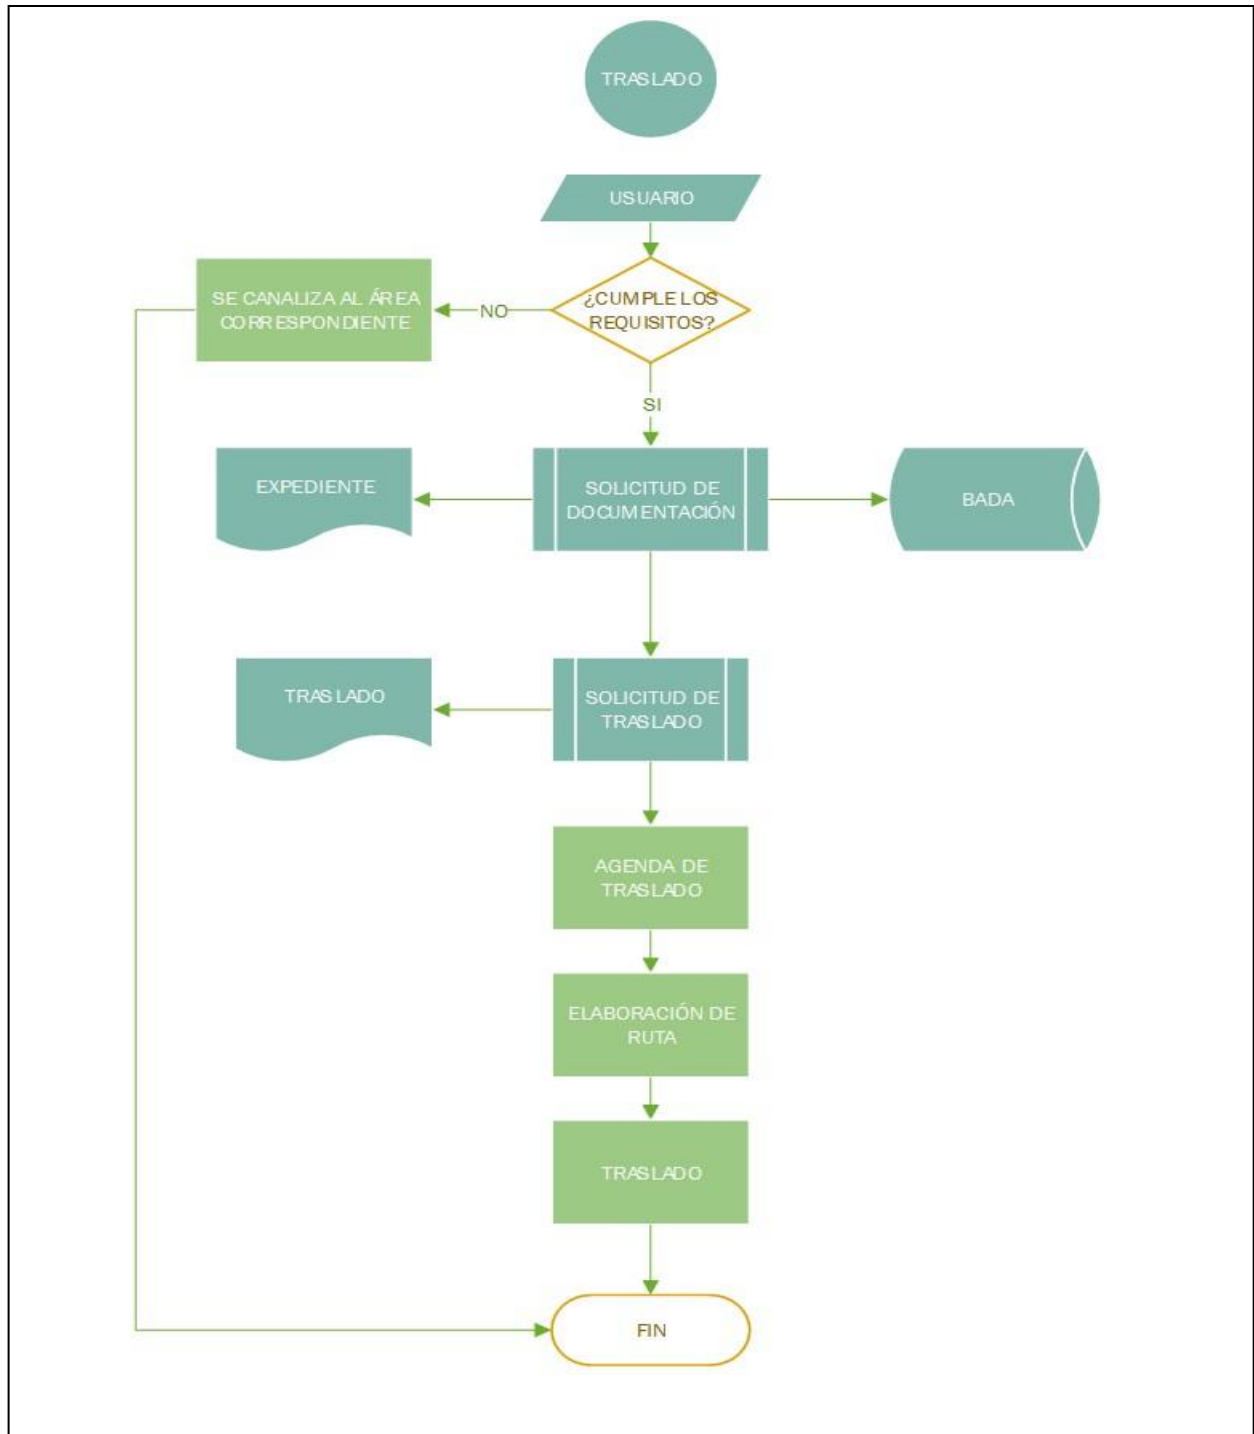 TRASLADO
USUARIO
¿CUMPLE LOS
REQUISITOS?
NO
SE CANALIZA AL ÁREA
CORRESPONDIENTE
SI
EXPEDIENTE
SOLICITUD DE
DOCUMENTACIÓN
BADA
TRASLADO
SOLICITUD DE
TRASLADO
AGENDA DE
TRASLADO
ELABORACIÓN DE
RUTA
TRASLADO
FIN